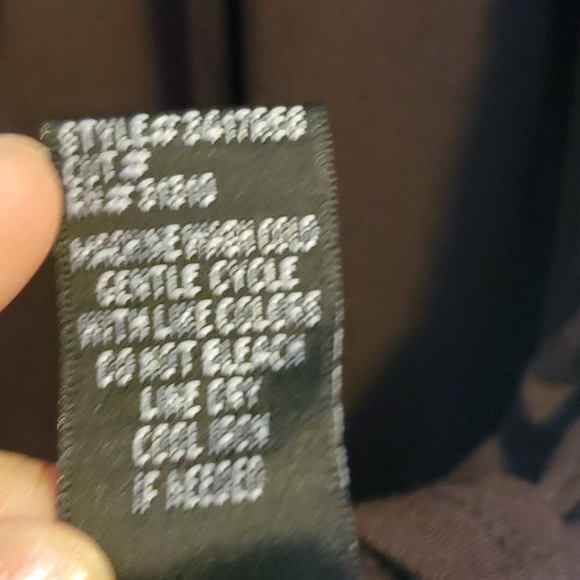 STYLE#
CUT #
MACHINE WASH COLD
GENTLE CYCLE
WITH LIKE COLORS
DO NOT BLEACH
LINE DRY
COOL IRON
IF NEEDED